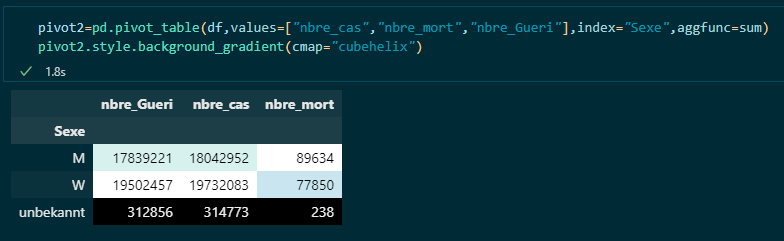 pivot2=pd.pivot_table(df,values=["nbre_cas","nbre_mort","nbre_Gueri"],index="Sexe",aggfunc=sum)
pivot2.style.background_gradient(cmap="cubehelix")
✓ 1.8s
nbre_Gueri nbre_cas nbre_mort
Sexe
M 17839221 18042952 89634
W 19502457 19732083 77850
unbekannt 312856 314773 238